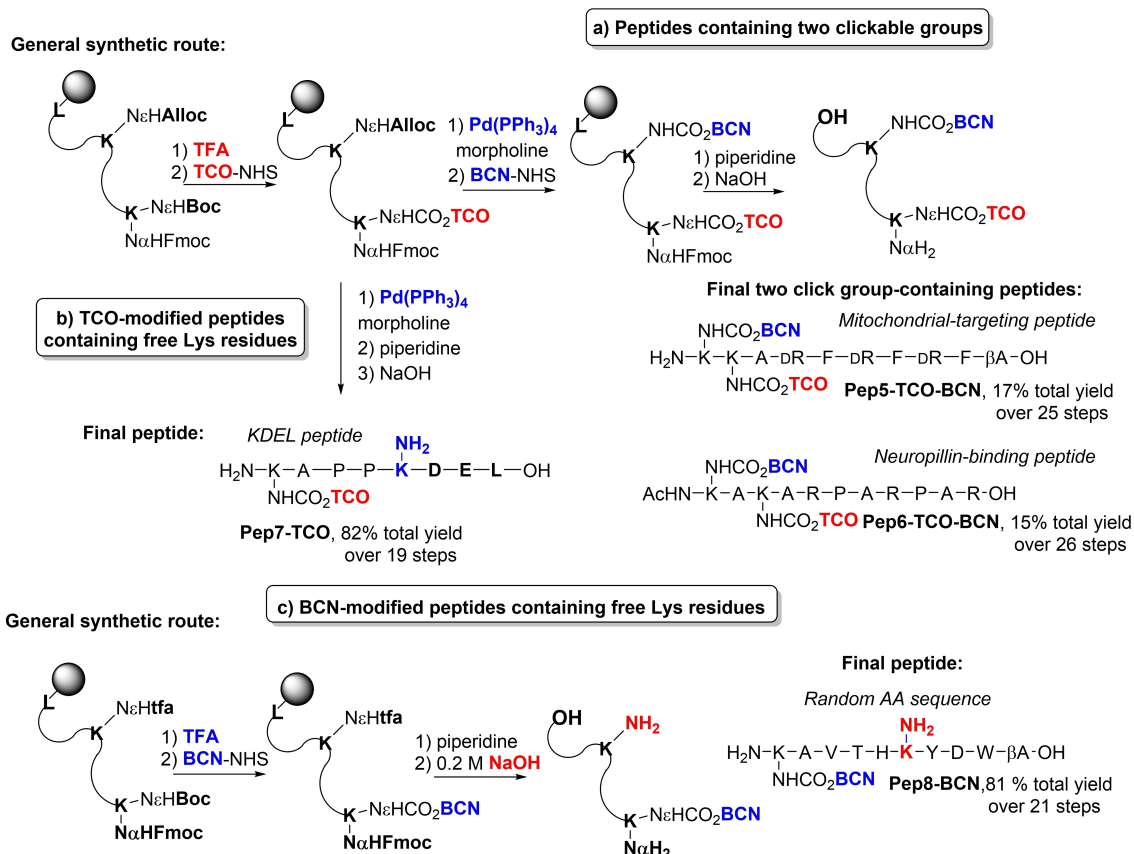 a) Peptides containing two clickable groups
General synthetic route:
L
K
NεHAlloc
K
NεHBoc
NαHFmoc
1) TFA
2) TCO-NHS
L
K
NεHAlloc
K
NεHCO2TCO
NαHFmoc
1) Pd(PPh3)4
morpholine
2) BCN-NHS
L
K
NHCO2BCN
K
NεHCO2TCO
NαHFmoc
1) piperidine
2) NaOH
OH
K
NHCO2BCN
K
NεHCO2TCO
NαH2
b) TCO-modified peptides
containing free Lys residues
1) Pd(PPh3)4
morpholine
2) piperidine
3) NaOH
Final peptide:
KDEL peptide
NH2
H2N–K–A–P–P–K–D–E–L–OH
NHCO2TCO
Pep7-TCO, 82% total yield
over 19 steps
Final two click group-containing peptides:
Mitochondrial-targeting peptide
NHCO2BCN
H2N–K–K–A–DR–F–DR–F–DR–F–βA–OH
NHCO2TCO
Pep5-TCO-BCN, 17% total yield
over 25 steps
Neuropillin-binding peptide
NHCO2BCN
AcHN–K–A–K–A–R–P–A–R–P–A–R–OH
NHCO2TCO
Pep6-TCO-BCN, 15% total yield
over 26 steps
c) BCN-modified peptides containing free Lys residues
General synthetic route:
L
K
NεHtfa
K
NεHBoc
NαHFmoc
1) TFA
2) BCN-NHS
L
K
NεHtfa
K
NεHCO2BCN
NαHFmoc
1) piperidine
2) 0.2 M NaOH
OH
K
NH2
K
NεHCO2BCN
NαH2
Final peptide:
Random AA sequence
NH2
H2N–K–A–V–T–H–K–Y–D–W–βA–OH
NHCO2BCN
Pep8-BCN,81 % total yield
over 21 steps